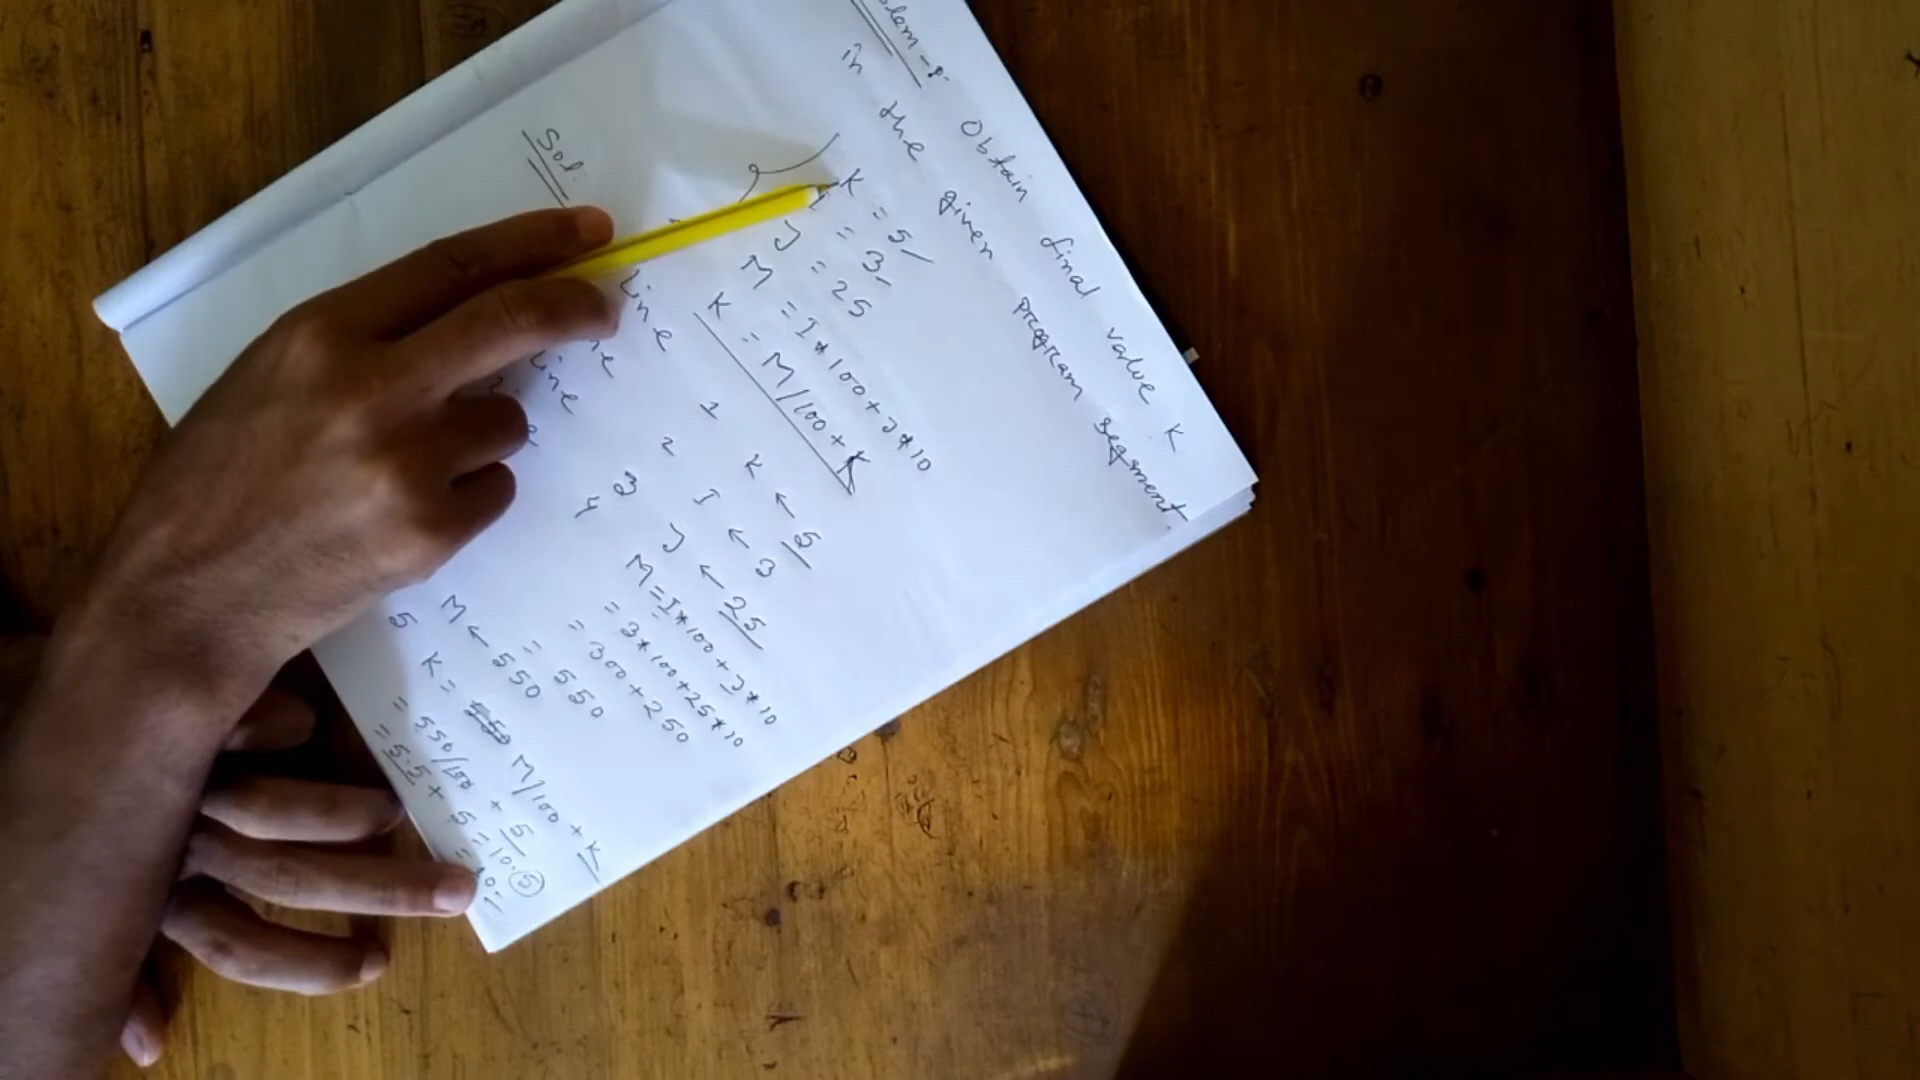 Obtain final value K
in the given program segment.
K = 5
= 3
J = 25
M = I * 100 + J * 10
K = M/100 + K
Sol.
Line 1 K ← 5
2 I ← 3
Line 3 J ← 25
4 M = I * 100 + J * 10
= 3 * 100 + 25 * 10
= 300 + 250
= 550
M ← 550
5 K = M/100 + K
= 550/100 + 5
= 5.5 + 5 = 10.5